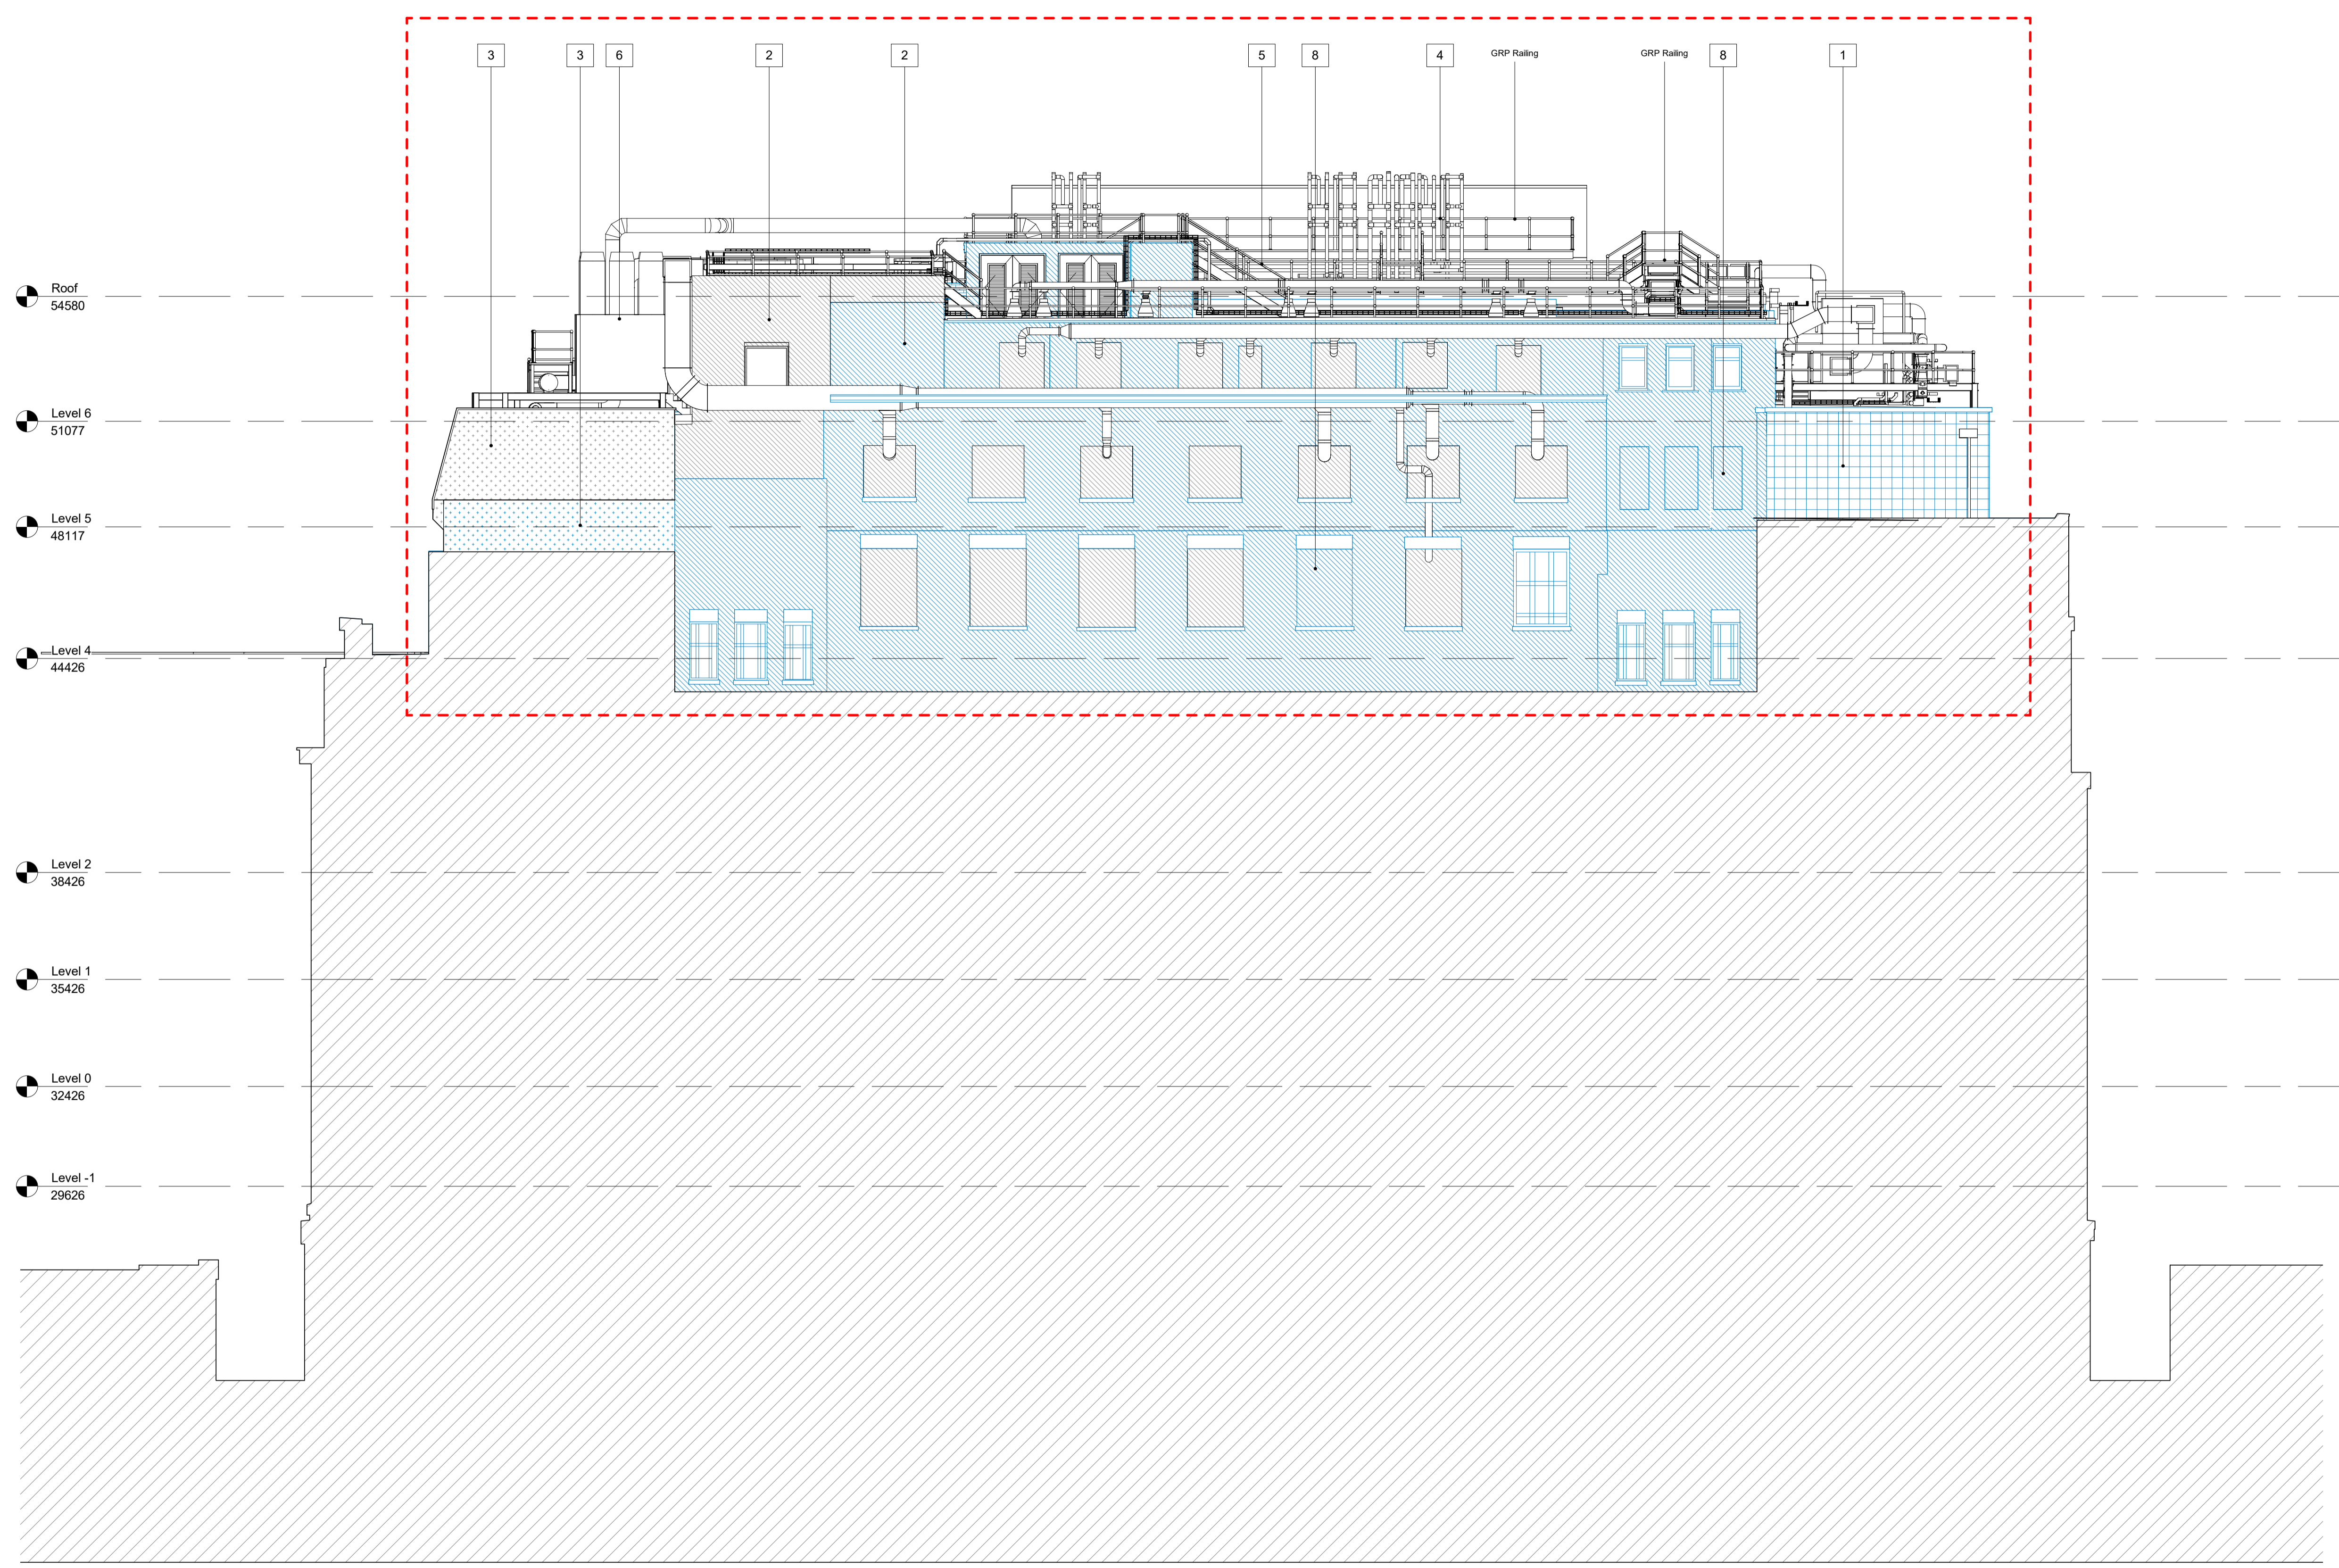 3
3
6
2
2
5
8
4
GRP Railing
GRP Railing
8
1
Roof
54580
Level 6
51077
Level 5
48117
Level 4
44426
Level 2
38426
Level 1
35426
Level 0
32426
Level -1
29626